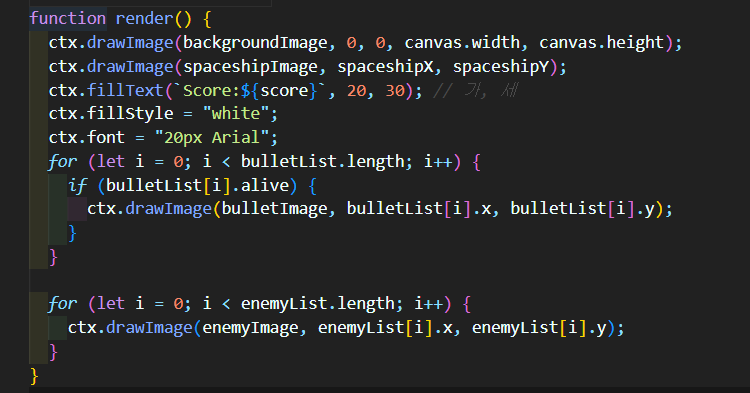 function render() {
ctx.drawImage(backgroundImage, 0, 0, canvas.width, canvas.height);
ctx.drawImage(spaceshipImage, spaceshipX, spaceshipY);
ctx.fillText(`Score:${score}`, 20, 30); // 가, 세
ctx.fillStyle = "white";
ctx.font = "20px Arial";
for (let i = 0; i < bulletList.length; i++) {
if (bulletList[i].alive) {
ctx.drawImage(bulletImage, bulletList[i].x, bulletList[i].y);
}
}
for (let i = 0; i < enemyList.length; i++) {
ctx.drawImage(enemyImage, enemyList[i].x, enemyList[i].y);
}
}